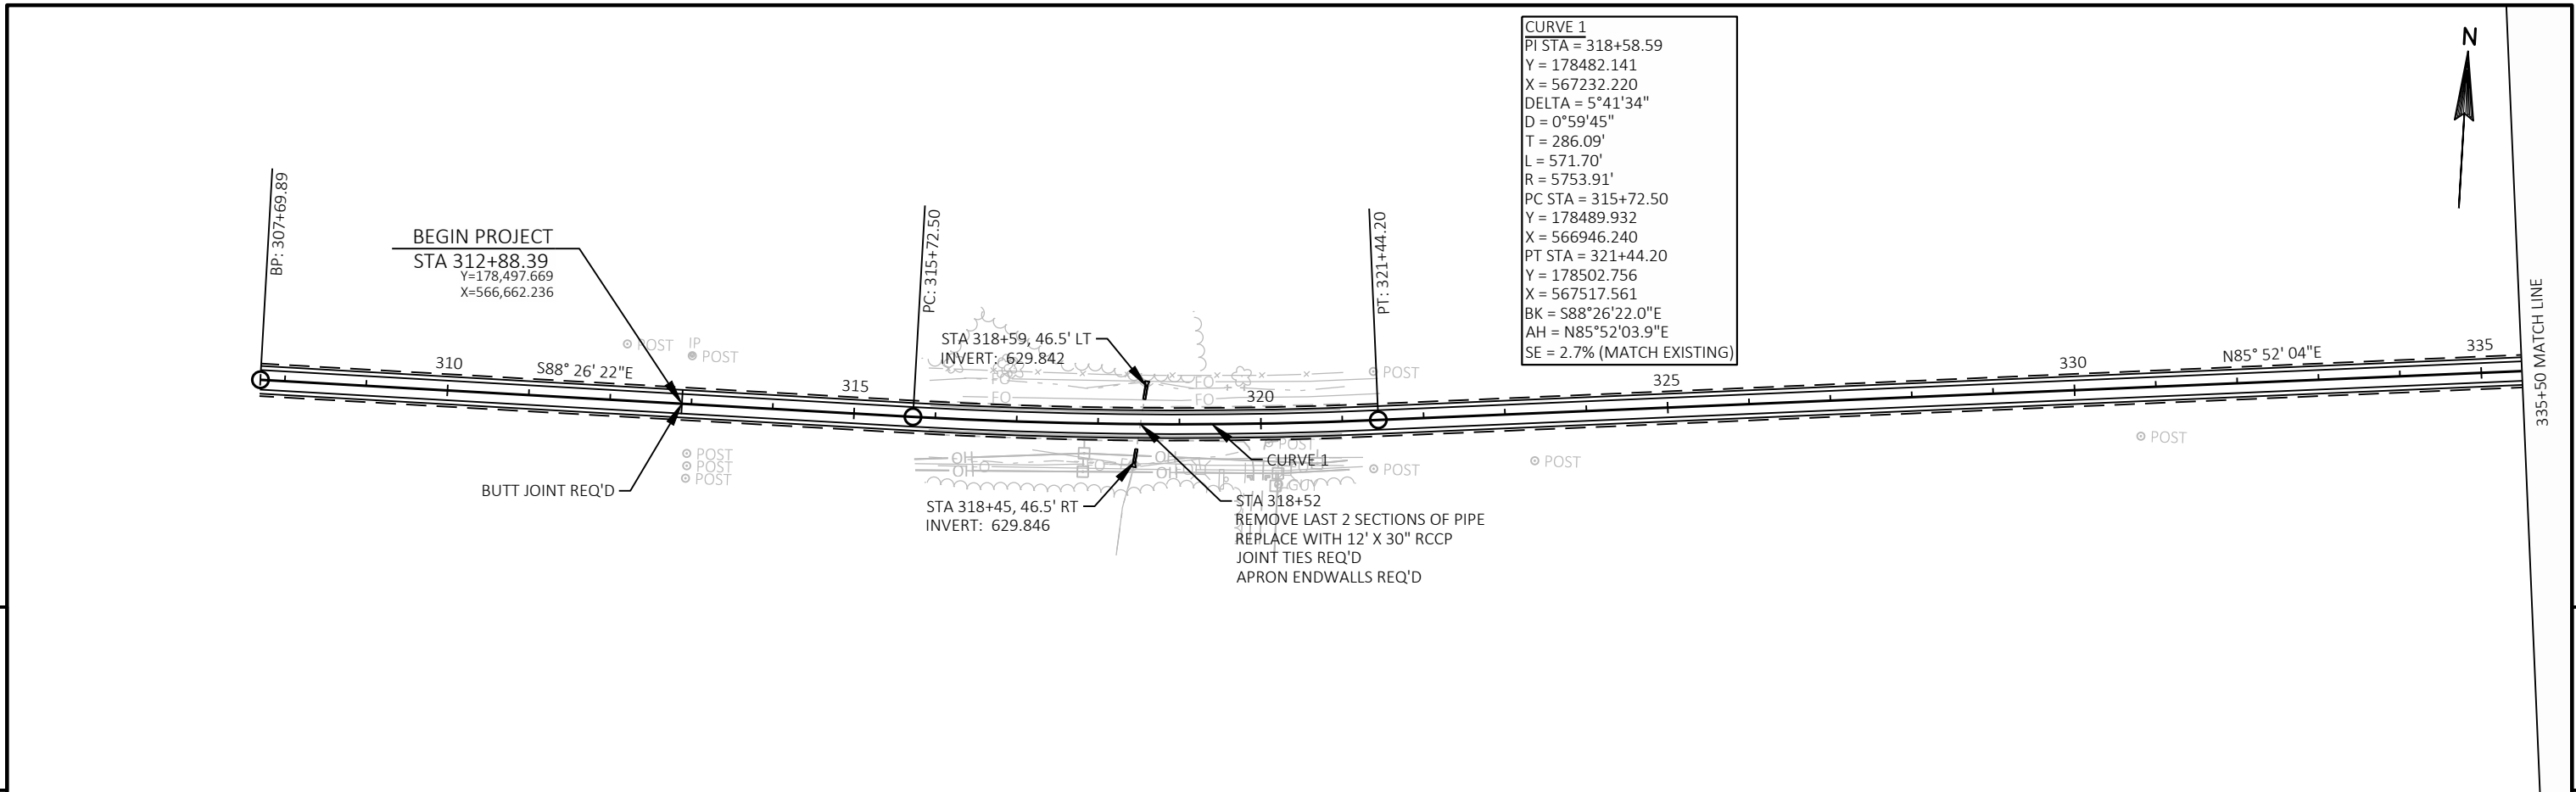 CURVE 1
PI STA = 318+58.59
Y = 178482.141
X = 567232.220
DELTA = 5°41'34"
D = 0°59'45"
T = 286.09'
L = 571.70'
R = 5753.91'
PC STA = 315+72.50
Y = 178489.932
X = 566946.240
PT STA = 321+44.20
Y = 178502.756
X = 567517.561
BK = S88°26'22.0"E
AH = N85°52'03.9"E
SE = 2.7% (MATCH EXISTING)
N
BP: 307+69.89
BEGIN PROJECT
STA 312+88.39
Y=178,497.669
X=566,662.236
PC: 315+72.50
PT: 321+44.20
335+50 MATCH LINE
POST
IP
POST
STA 318+59, 46.5' LT
INVERT: 629.842
FO
FO
FO
FO
POST
310
S88° 26' 22"E
315
320
325
330
N85° 52' 04"E
335
POST
POST
POST
BUTT JOINT REQ'D
OH
OH
OH
OH
POST
CURVE 1
POST
POST
POST
GUY
STA 318+45, 46.5' RT
INVERT: 629.846
STA 318+52
REMOVE LAST 2 SECTIONS OF PIPE
REPLACE WITH 12' X 30" RCCP
JOINT TIES REQ'D
APRON ENDWALLS REQ'D